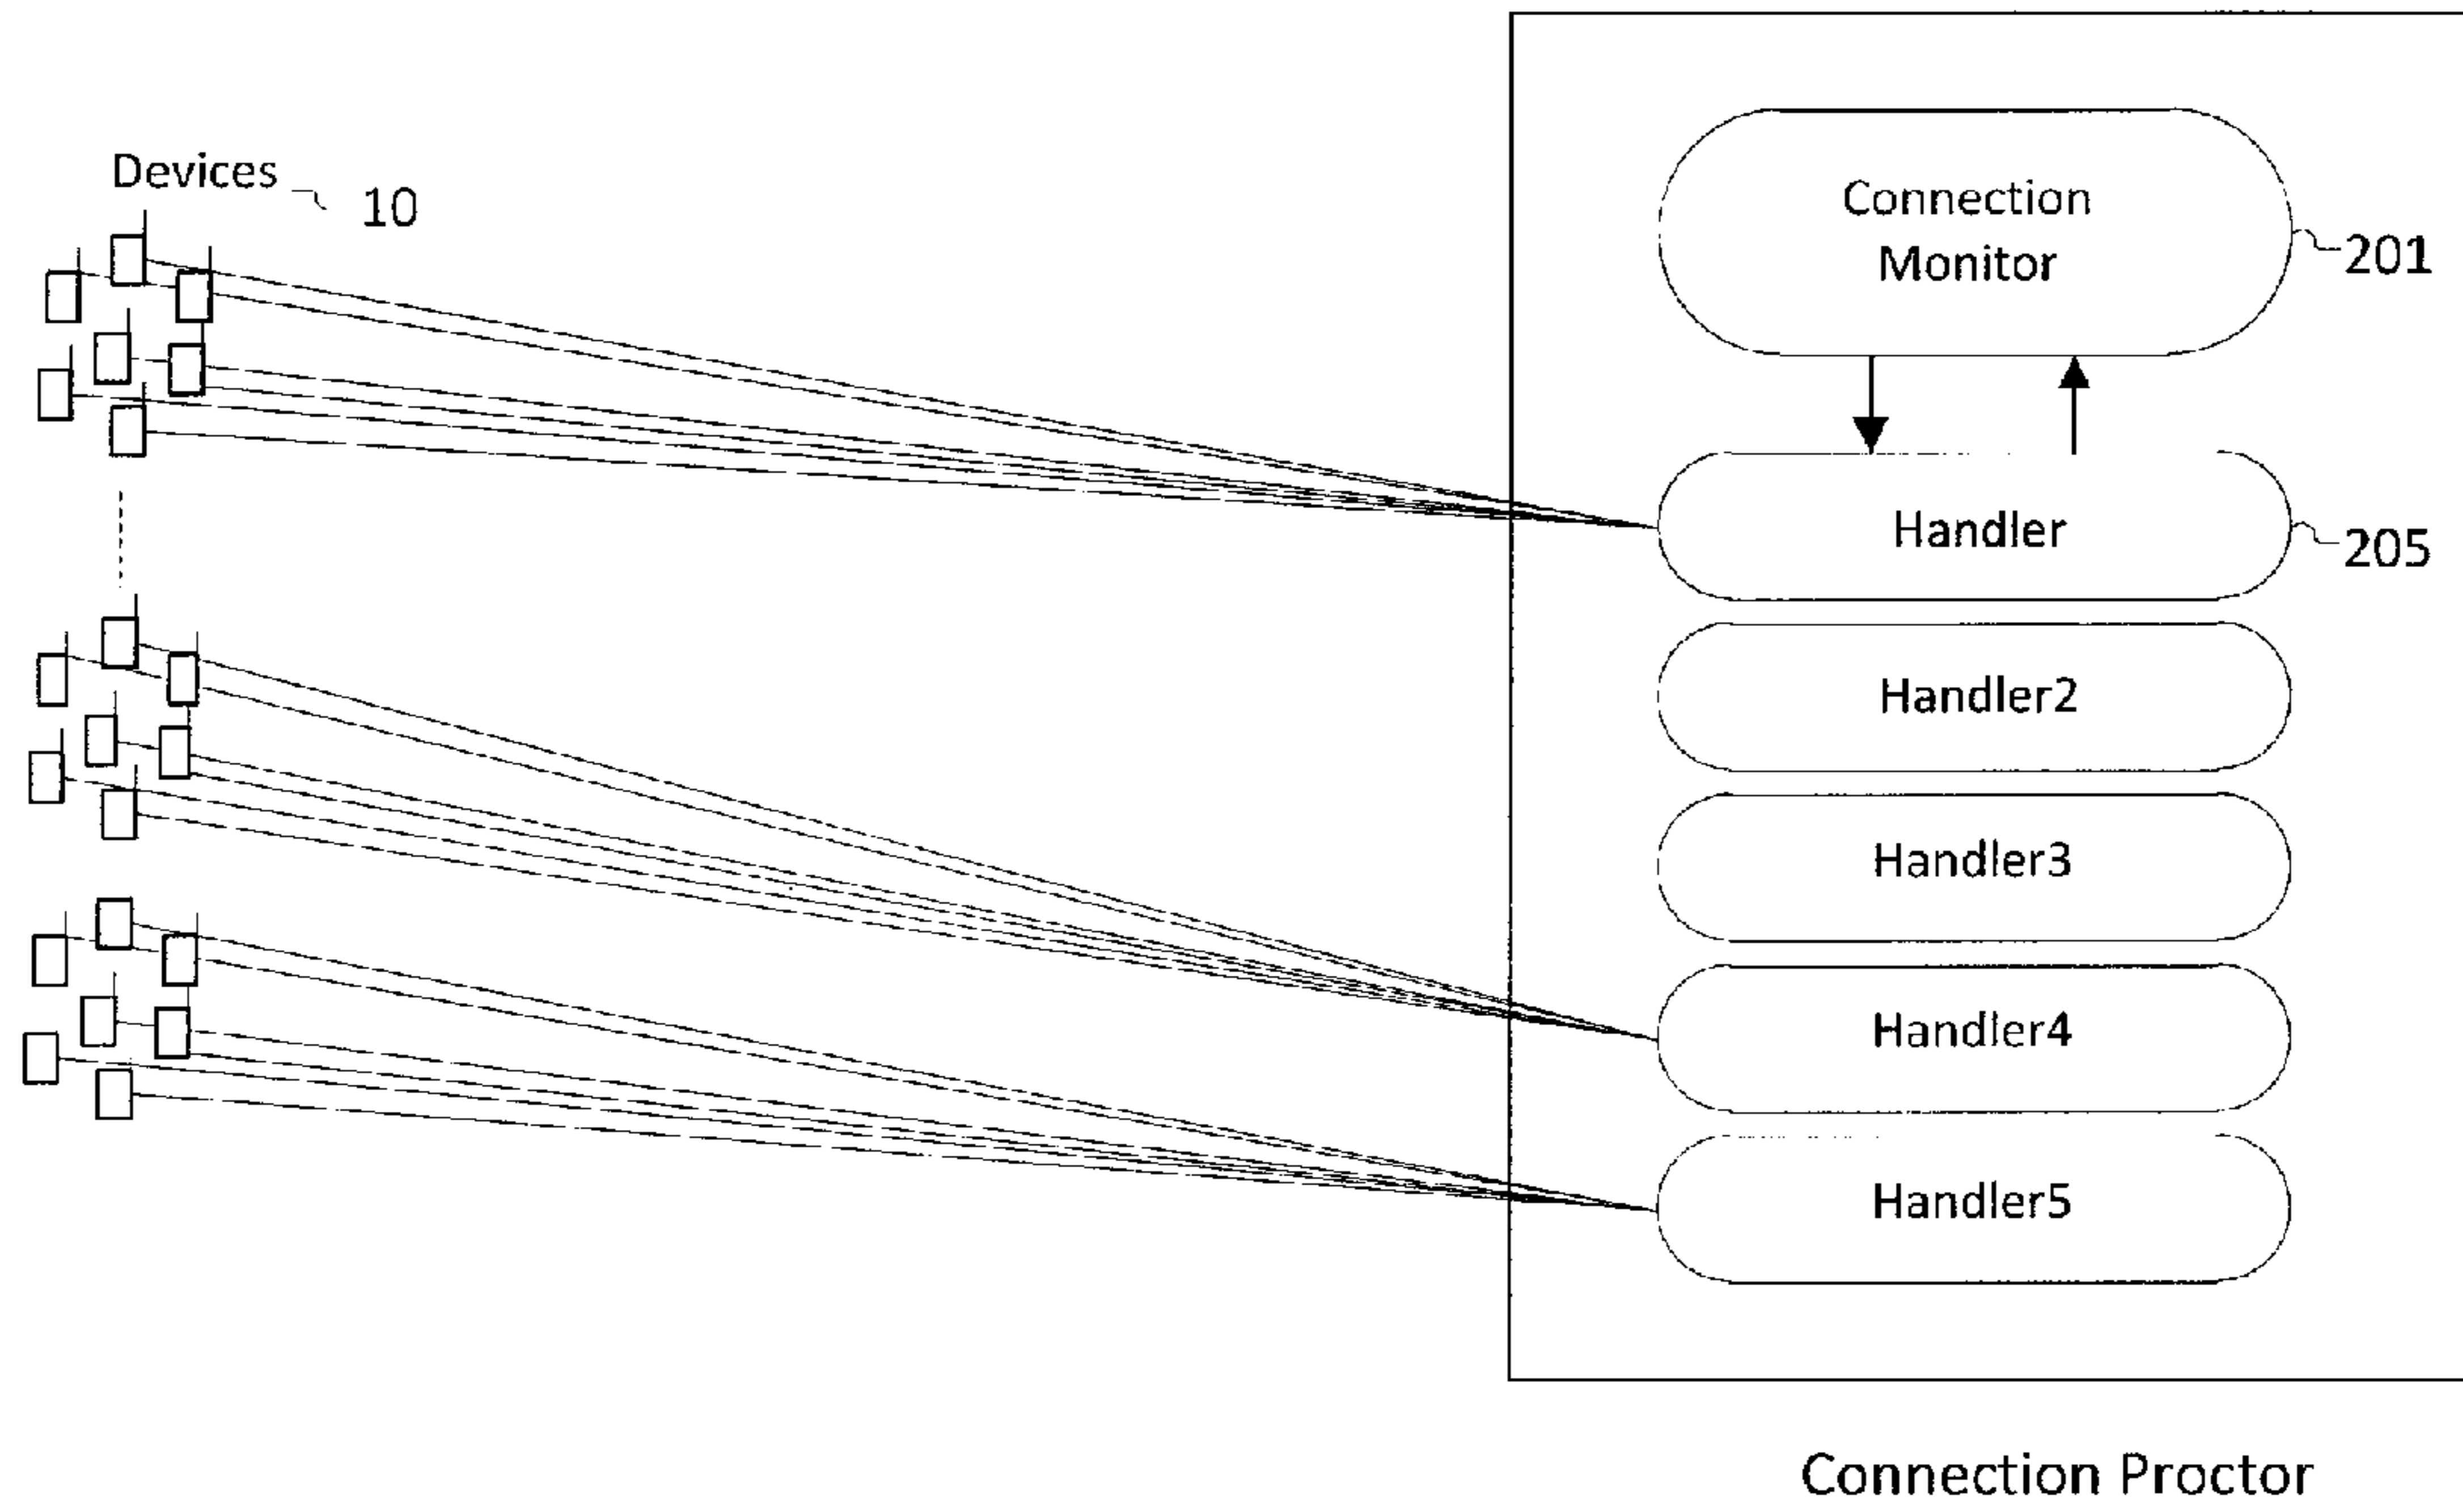 Devices 10
Connection
Monitor
201
Handler
205
Handler2
Handler3
Handler4
Handler5
Connection Proctor